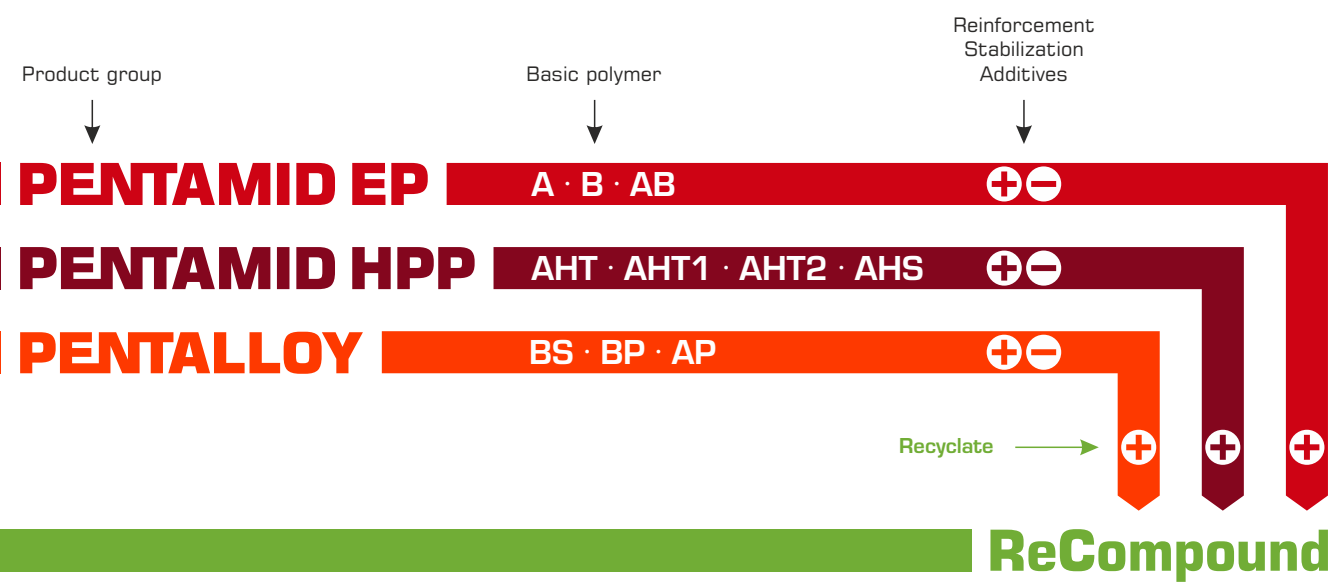 Reinforcement
Stabilization
Additives
Product group
Basic polymer
PENTAMID EP
A · B · AB
PENTAMID HPP
AHT · AHT1 · AHT2 · AHS
PENTALLOY
BS · BP · AP
Recyclate
ReCompound